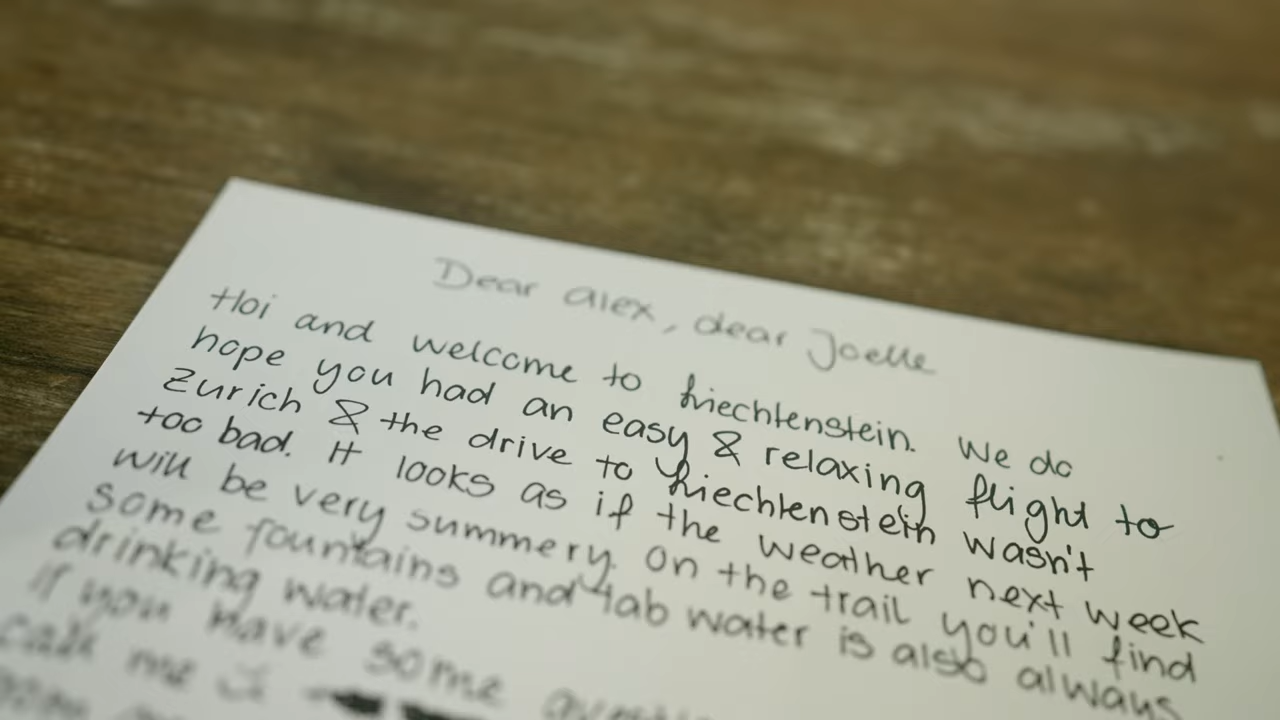 Dear Alex, dear Joelle
Hoi and welcome to Liechtenstein. We do
hope you had an easy & relaxing flight to
Zurich & the drive to Liechtenstein wasn't
too bad. It looks as if the weather next week
will be very summery. On the trail you'll find
some fountains and tab water is also always
drinking water.
If you have some
call me